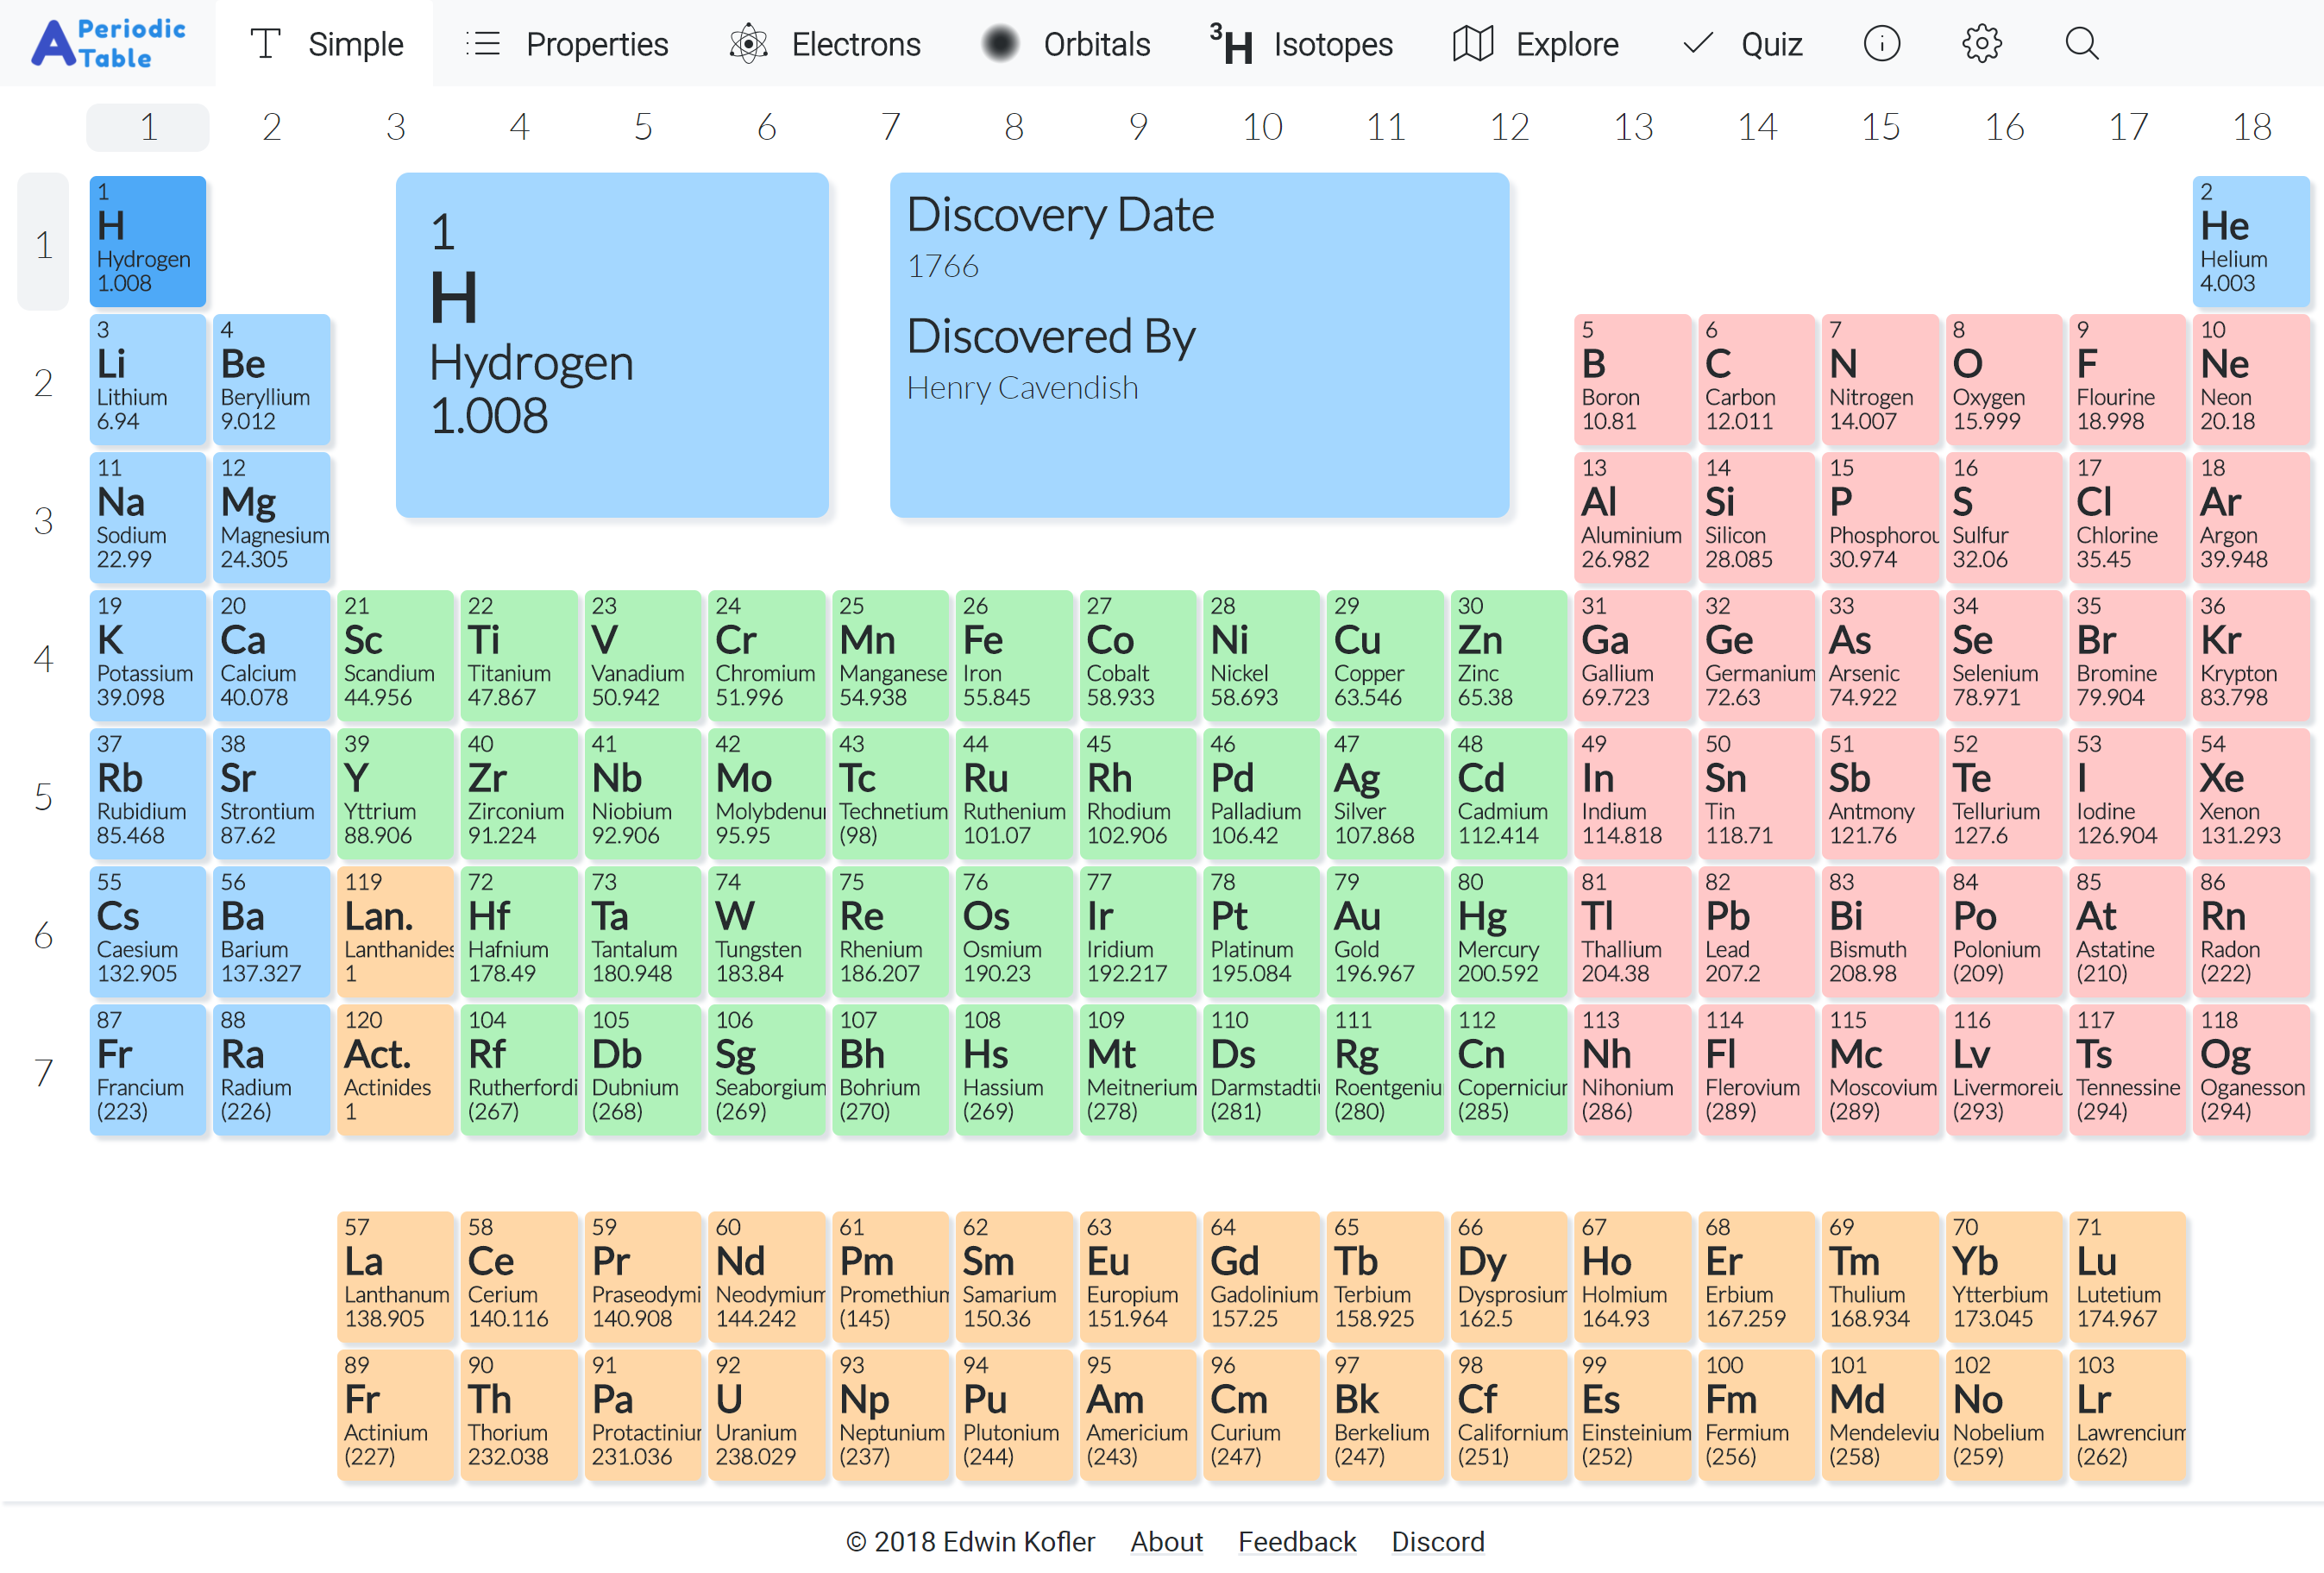 A Periodic Table
Simple
Properties
Electrons
Orbitals
3H Isotopes
Explore
Quiz
1 2 3 4 5 6 7 8 9 10 11 12 13 14 15 16 17 18
1
1
H
Hydrogen
1.008
1
H
Hydrogen
1.008
Discovery Date
1766
Discovered By
Henry Cavendish
2
He
Helium
4.003
2
3
Li
Lithium
6.94
4
Be
Beryllium
9.012
5
B
Boron
10.81
6
C
Carbon
12.011
7
N
Nitrogen
14.007
8
O
Oxygen
15.999
9
F
Flourine
18.998
10
Ne
Neon
20.18
3
11
Na
Sodium
22.99
12
Mg
Magnesium
24.305
13
Al
Aluminium
26.982
14
Si
Silicon
28.085
15
P
Phosphorou
30.974
16
S
Sulfur
32.06
17
Cl
Chlorine
35.45
18
Ar
Argon
39.948
4
19
K
Potassium
39.098
20
Ca
Calcium
40.078
21
Sc
Scandium
44.956
22
Ti
Titanium
47.867
23
V
Vanadium
50.942
24
Cr
Chromium
51.996
25
Mn
Manganese
54.938
26
Fe
Iron
55.845
27
Co
Cobalt
58.933
28
Ni
Nickel
58.693
29
Cu
Copper
63.546
30
Zn
Zinc
65.38
31
Ga
Gallium
69.723
32
Ge
Germanium
72.63
33
As
Arsenic
74.922
34
Se
Selenium
78.971
35
Br
Bromine
79.904
36
Kr
Krypton
83.798
5
37
Rb
Rubidium
85.468
38
Sr
Strontium
87.62
39
Y
Yttrium
88.906
40
Zr
Zirconium
91.224
41
Nb
Niobium
92.906
42
Mo
Molybdenu
95.95
43
Tc
Technetium
(98)
44
Ru
Ruthenium
101.07
45
Rh
Rhodium
102.906
46
Pd
Palladium
106.42
47
Ag
Silver
107.868
48
Cd
Cadmium
112.414
49
In
Indium
114.818
50
Sn
Tin
118.71
51
Sb
Antmony
121.76
52
Te
Tellurium
127.6
53
I
Iodine
126.904
54
Xe
Xenon
131.293
6
55
Cs
Caesium
132.905
56
Ba
Barium
137.327
119
Lan.
Lanthanides
1
72
Hf
Hafnium
178.49
73
Ta
Tantalum
180.948
74
W
Tungsten
183.84
75
Re
Rhenium
186.207
76
Os
Osmium
190.23
77
Ir
Iridium
192.217
78
Pt
Platinum
195.084
79
Au
Gold
196.967
80
Hg
Mercury
200.592
81
Tl
Thallium
204.38
82
Pb
Lead
207.2
83
Bi
Bismuth
208.98
84
Po
Polonium
(209)
85
At
Astatine
(210)
86
Rn
Radon
(222)
7
87
Fr
Francium
(223)
88
Ra
Radium
(226)
120
Act.
Actinides
1
104
Rf
Rutherfordi
(267)
105
Db
Dubnium
(268)
106
Sg
Seaborgium
(269)
107
Bh
Bohrium
(270)
108
Hs
Hassium
(269)
109
Mt
Meitnerium
(278)
110
Ds
Darmstadti
(281)
111
Rg
Roentgeniu
(280)
112
Cn
Copernicium
(285)
113
Nh
Nihonium
(286)
114
Fl
Flerovium
(289)
115
Mc
Moscovium
(289)
116
Lv
Livermoreiu
(293)
117
Ts
Tennessine
(294)
118
Og
Oganesson
(294)
57
La
Lanthanum
138.905
58
Ce
Cerium
140.116
59
Pr
Praseodymi
140.908
60
Nd
Neodymium
144.242
61
Pm
Promethium
(145)
62
Sm
Samarium
150.36
63
Eu
Europium
151.964
64
Gd
Gadolinium
157.25
65
Tb
Terbium
158.925
66
Dy
Dysprosium
162.5
67
Ho
Holmium
164.93
68
Er
Erbium
167.259
69
Tm
Thulium
168.934
70
Yb
Ytterbium
173.045
71
Lu
Lutetium
174.967
89
Fr
Actinium
(227)
90
Th
Thorium
232.038
91
Pa
Protactinium
231.036
92
U
Uranium
238.029
93
Np
Neptunium
(237)
94
Pu
Plutonium
(244)
95
Am
Americium
(243)
96
Cm
Curium
(247)
97
Bk
Berkelium
(247)
98
Cf
Californium
(251)
99
Es
Einsteinium
(252)
100
Fm
Fermium
(256)
101
Md
Mendeleviu
(258)
102
No
Nobelium
(259)
103
Lr
Lawrencium
(262)
© 2018 Edwin Kofler About Feedback Discord